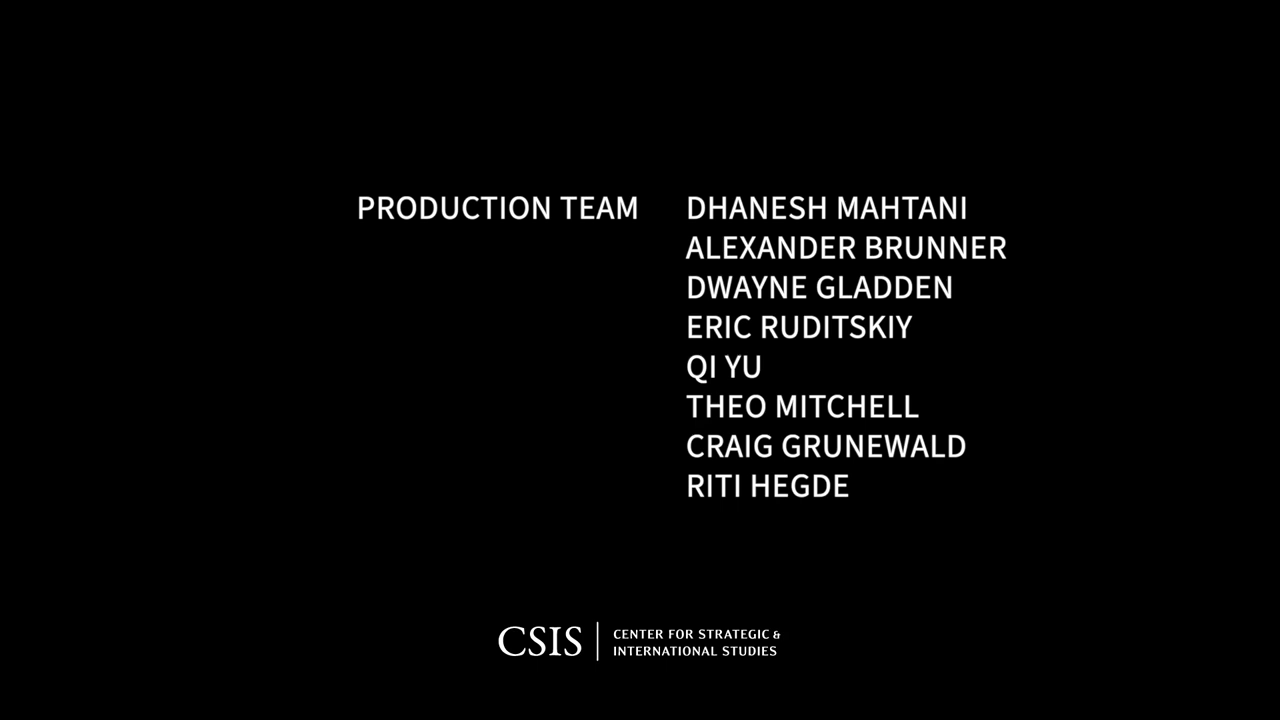 PRODUCTION TEAM DHANESH MAHTANI
ALEXANDER BRUNNER
DWAYNE GLADDEN
ERIC RUDITSKIY
QI YU
THEO MITCHELL
CRAIG GRUNEWALD
RITI HEGDE
CSIS
CENTER FOR STRATEGIC &
INTERNATIONAL STUDIES